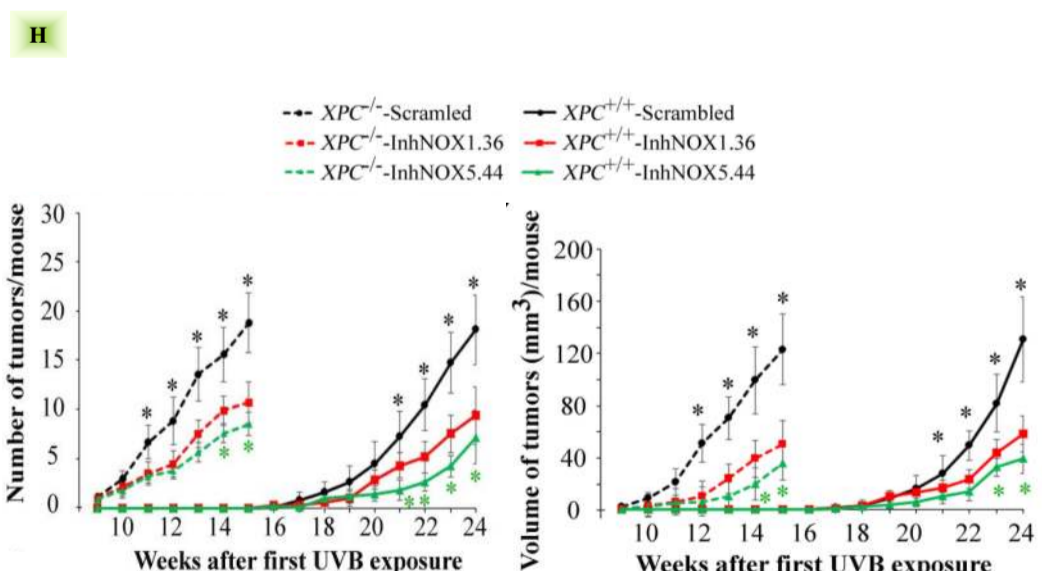 H
XPC-/--Scramled
XPC+/+-Scrambled
XPC-/--InhNOX1.36
XPC+/+-InhNOX1.36
XPC-/--InhNOX5.44
XPC+/+-InhNOX5.44
Number of tumors/mouse
30
25
20
15
10
5
0
* * * * * * * * *
* * * * * *
10 12 14 16 18 20 22 24
Weeks after first UVB exposure
Volume of tumors (mm3)/mouse
200
160
120
80
40
0
* * * * * * * *
* * * *
10 12 14 16 18 20 22 24
Weeks after first UVB exposure